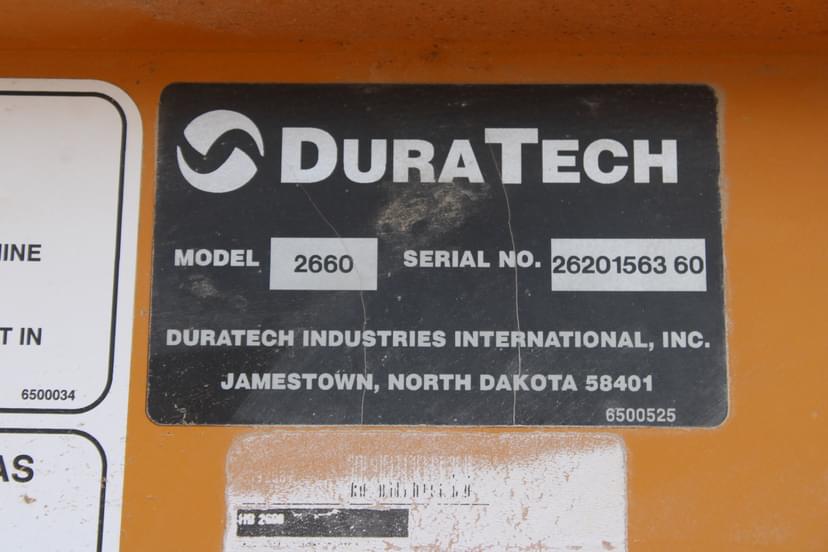 INE
T IN
6500034
AS
DURATECH
MODEL 2660 SERIAL NO. 26201563 60
DURATECH INDUSTRIES INTERNATIONAL, INC.
JAMESTOWN, NORTH DAKOTA 58401
6500525